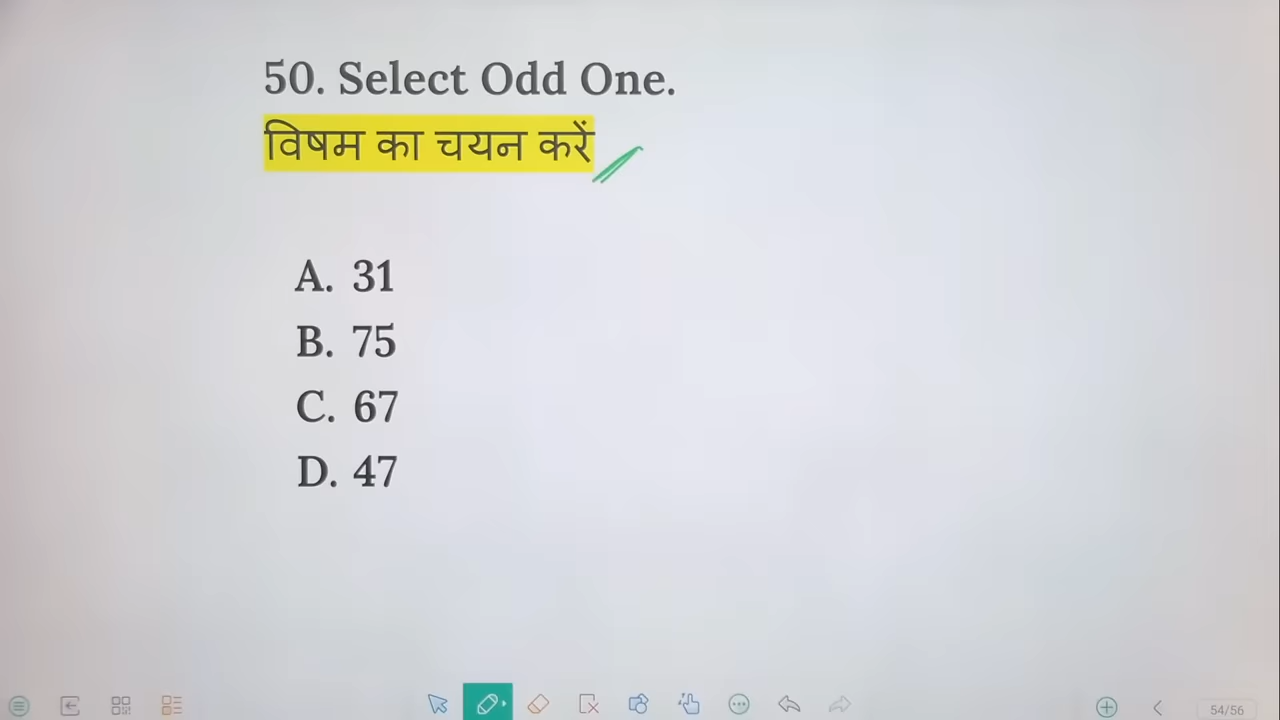 50. Select Odd One.
विषम का चयन करें
A. 31
B. 75
C. 67
D. 47
54/56